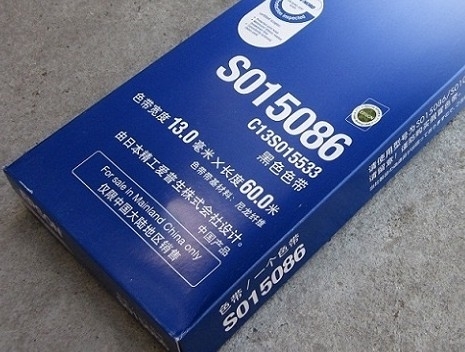 S015086
C13S015533
黑色色带
色带宽度 13.0 毫米 × 长度 60.0 米
色带带基材料：尼龙纤维
由日本精工爱普生株式会社设计
中国产品
For sale in Mainland China only
仅限中国大陆地区销售
色带 / 一个色带
S015086